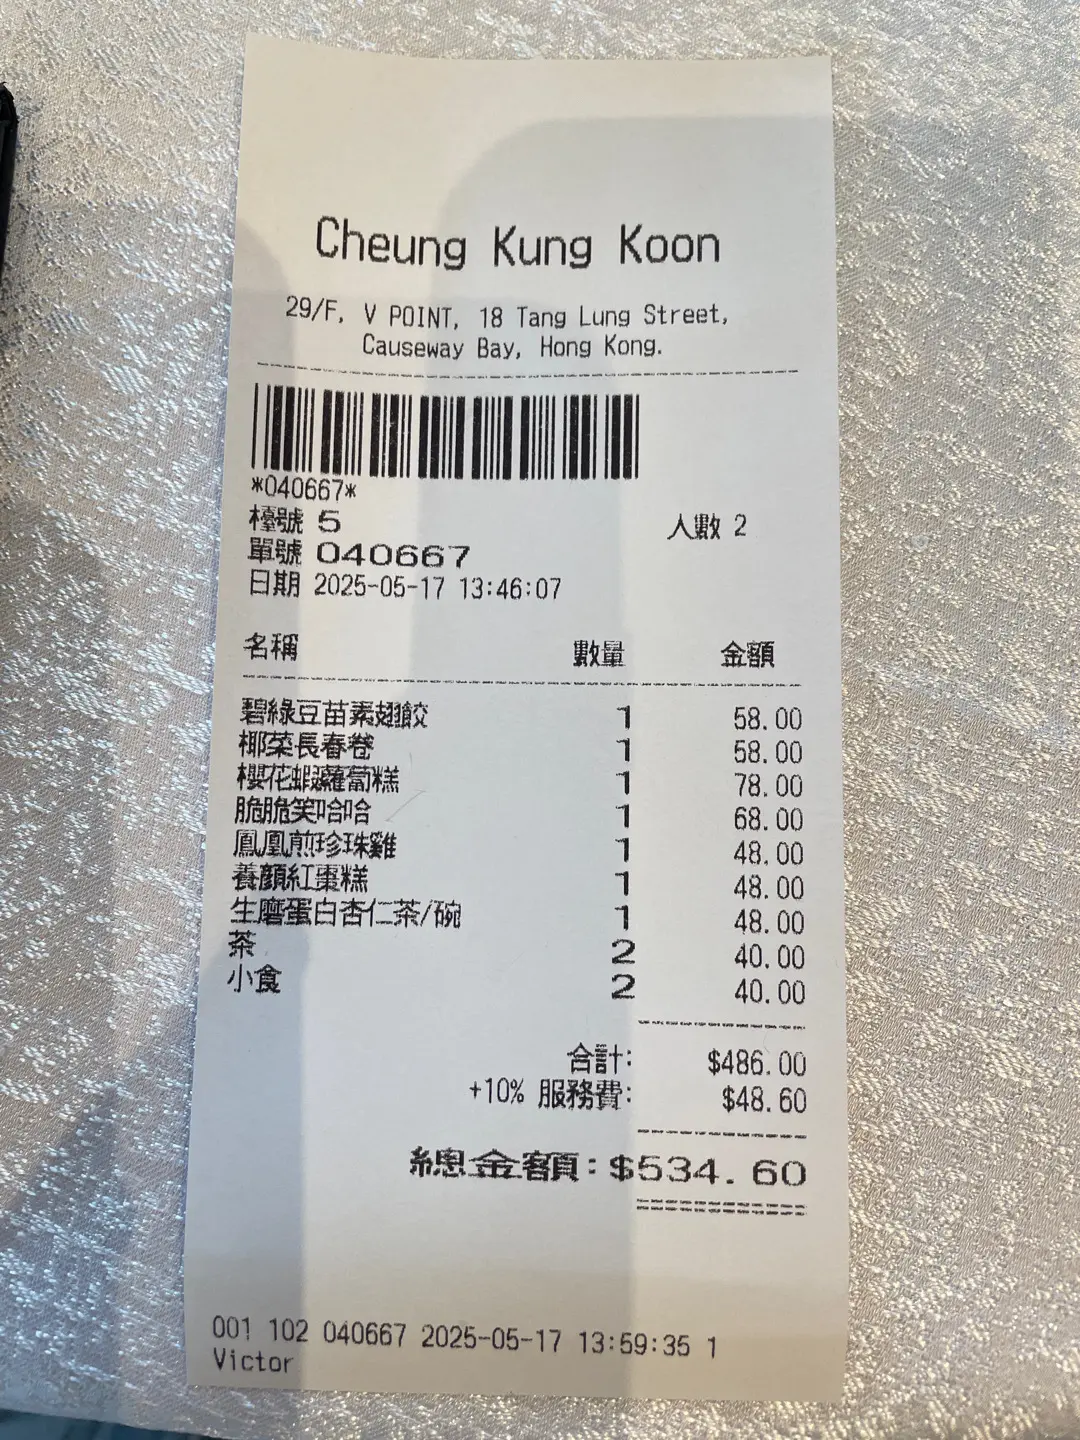 Cheung Kung Koon
29/F, V POINT, 18 Tang Lung Street,
Causeway Bay, Hong Kong.
*040667*
檯號 5 人數 2
單號 040667
日期 2025-05-17 13:46:07
名稱 數量 金額
碧綠豆苗素翅餃 1 58.00
椰菜長春卷 1 58.00
櫻花蝦蘿蔔糕 1 78.00
脆脆笑哈哈 1 68.00
鳳凰煎珍珠雞 1 48.00
養顏紅棗糕 1 48.00
生磨蛋白杏仁茶/碗 1 48.00
茶 2 40.00
小食 2 40.00
合計: $486.00
+10% 服務費: $48.60
總金額: $534.60
001 102 040667 2025-05-17 13:59:35 1
Victor